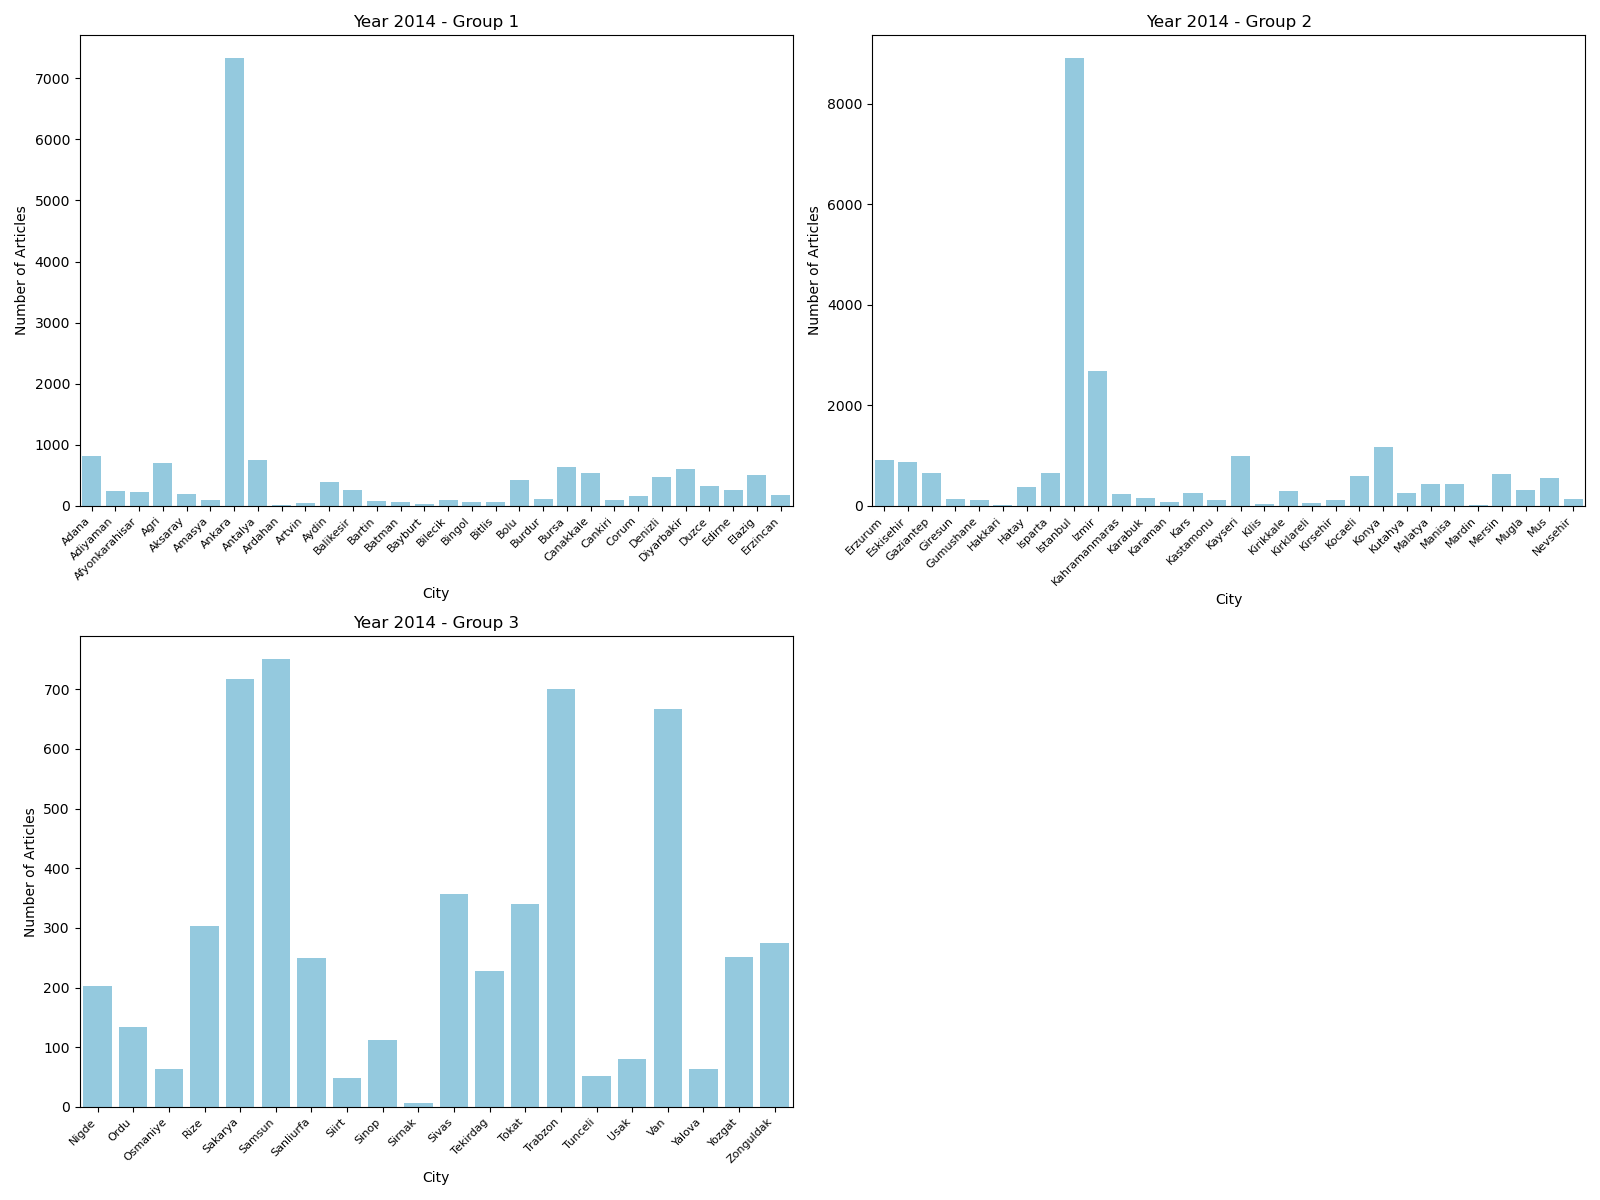 Year 2014 - Group 1
Number of Articles
7000
6000
5000
4000
3000
2000
1000
0
Adana
Adiyaman
Afyonkarahisar
Agri
Aksaray
Amasya
Ankara
Antalya
Ardahan
Artvin
Aydin
Balikesir
Bartin
Batman
Bayburt
Bilecik
Bingol
Bitlis
Bolu
Burdur
Bursa
Canakkale
Cankiri
Corum
Denizli
Diyarbakir
Duzce
Edirne
Elazig
Erzincan
City
Year 2014 - Group 2
Number of Articles
8000
6000
4000
2000
0
Erzurum
Eskisehir
Gaziantep
Giresun
Gumushane
Hakkari
Hatay
Isparta
Istanbul
Izmir
Kahramanmaras
Karabuk
Karaman
Kars
Kastamonu
Kayseri
Kilis
Kirikkale
Kirklareli
Kirsehir
Kocaeli
Konya
Kutahya
Malatya
Manisa
Mardin
Mersin
Mugla
Mus
Nevsehir
City
Year 2014 - Group 3
Number of Articles
700
600
500
400
300
200
100
0
Nigde
Ordu
Osmaniye
Rize
Sakarya
Samsun
Sanliurfa
Siirt
Sinop
Sirnak
Sivas
Tekirdag
Tokat
Trabzon
Tunceli
Usak
Van
Yalova
Yozgat
Zonguldak
City